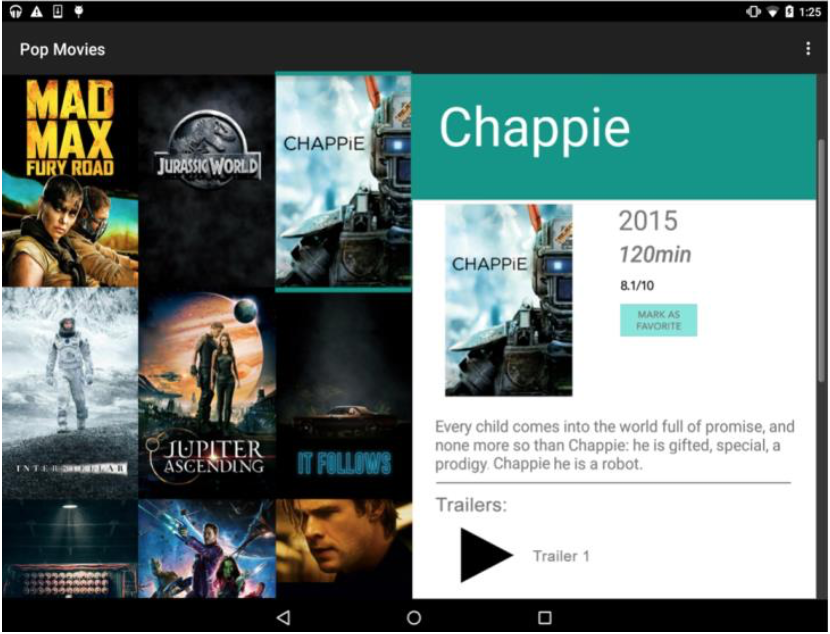 1:25
Pop Movies
MAD
MAX
FURY ROAD
JURASSIC WORLD
CHAPPiE
INTERSTELLAR
JUPITER
ASCENDING
IT FOLLOWS
Chappie
CHAPPiE
2015
120min
8.1/10
MARK AS
FAVORITE
Every child comes into the world full of promise, and
none more so than Chappie: he is gifted, special, a
prodigy. Chappie he is a robot.
Trailers:
Trailer 1